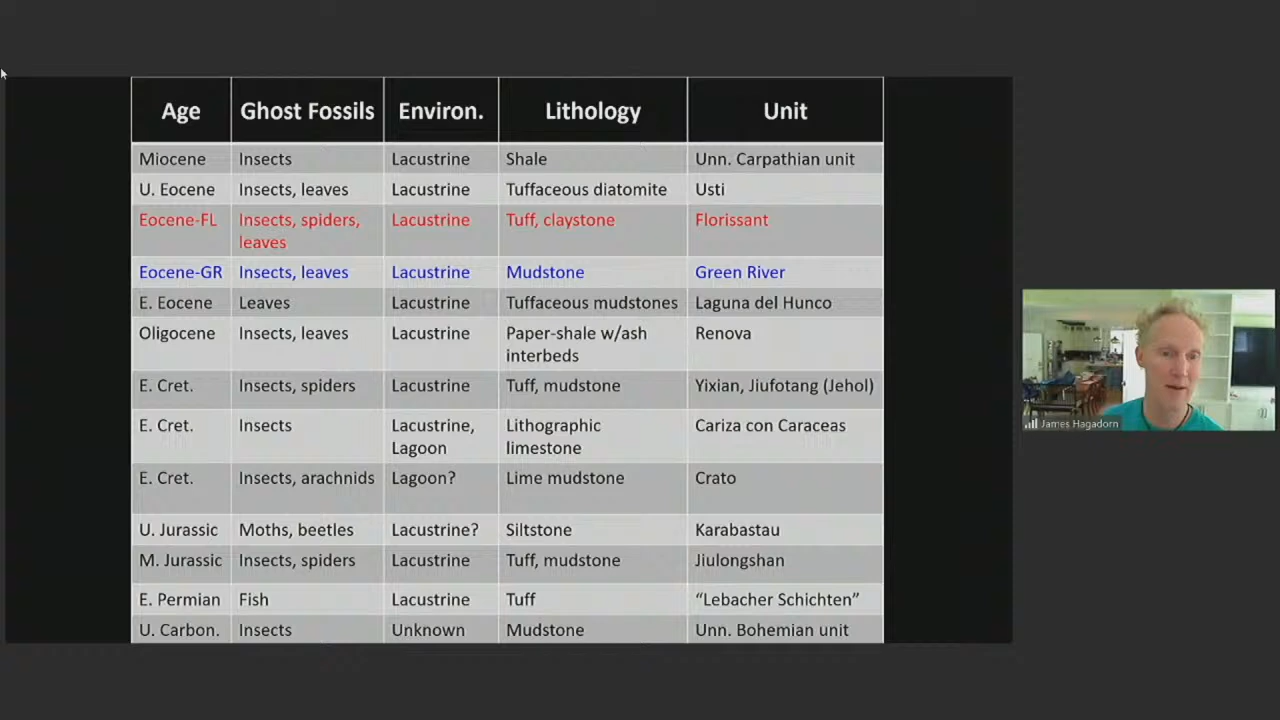 Age Ghost Fossils Environ. Lithology Unit
Miocene Insects Lacustrine Shale Unn. Carpathian unit
U. Eocene Insects, leaves Lacustrine Tuffaceous diatomite Usti
Eocene-FL Insects, spiders, Lacustrine Tuff, claystone Florissant
leaves
Eocene-GR Insects, leaves Lacustrine Mudstone Green River
E. Eocene Leaves Lacustrine Tuffaceous mudstones Laguna del Hunco
Oligocene Insects, leaves Lacustrine Paper-shale w/ash Renova
interbeds
E. Cret. Insects, spiders Lacustrine Tuff, mudstone Yixian, Jiufotang (Jehol)
E. Cret. Insects Lacustrine, Lithographic Cariza con Caraceas
Lagoon limestone
E. Cret. Insects, arachnids Lagoon? Lime mudstone Crato
U. Jurassic Moths, beetles Lacustrine? Siltstone Karabastau
M. Jurassic Insects, spiders Lacustrine Tuff, mudstone Jiulongshan
E. Permian Fish Lacustrine Tuff “Lebacher Schichten”
U. Carbon. Insects Unknown Mudstone Unn. Bohemian unit
James Hagadorn